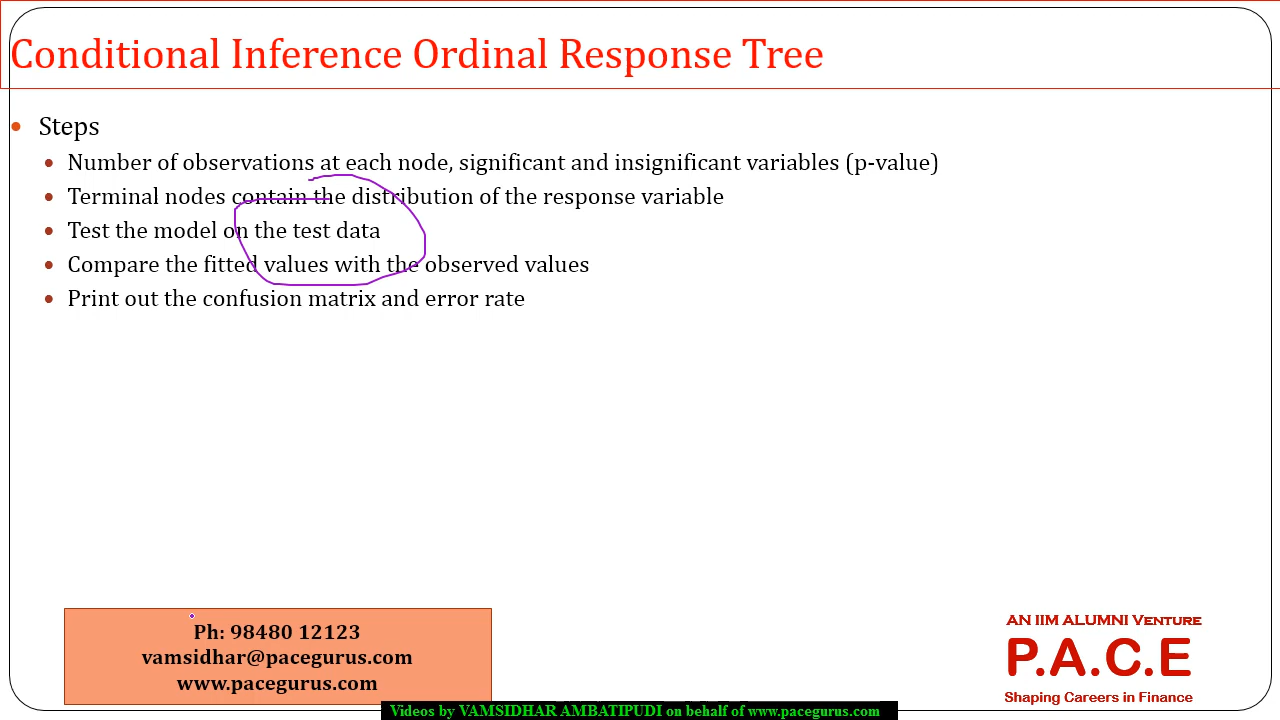 Conditional Inference Ordinal Response Tree
Steps
Number of observations at each node, significant and insignificant variables (p-value)
Terminal nodes contain the distribution of the response variable
Test the model on the test data
Compare the fitted values with the observed values
Print out the confusion matrix and error rate
Ph: 98480 12123
vamsidhar@pacegurus.com
www.pacegurus.com
AN IIM ALUMNI VENTURE
P.A.C.E
Shaping Careers in Finance
Videos by VAMSIDHAR AMBATIPUDI on behalf of www.pacegurus.com